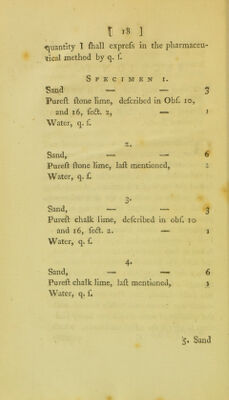 [ 18 ]
quantity I ſhall expreſs in the pharmaceu-
tical method by q. ſ.
SPECIMEN 1.
Sand — — 3
Pureſt ſtone lime, deſcribed in Obſ. 10,
and 16, ſect. 2, — 1
Water, q. ſ.
2.
Sand, — — 6
Pureſt ſtone lime, laſt mentioned, 1
Water, q. ſ.
3.
Sand, — — 3
Pureſt chalk lime, deſcribed in obſ. 10
and 16, ſect. 2. — 1
Water, q. ſ.
4.
Sand, — — 6
Pureſt chalk lime, laſt mentioned, 1
Water, q. ſ.
5. Sand